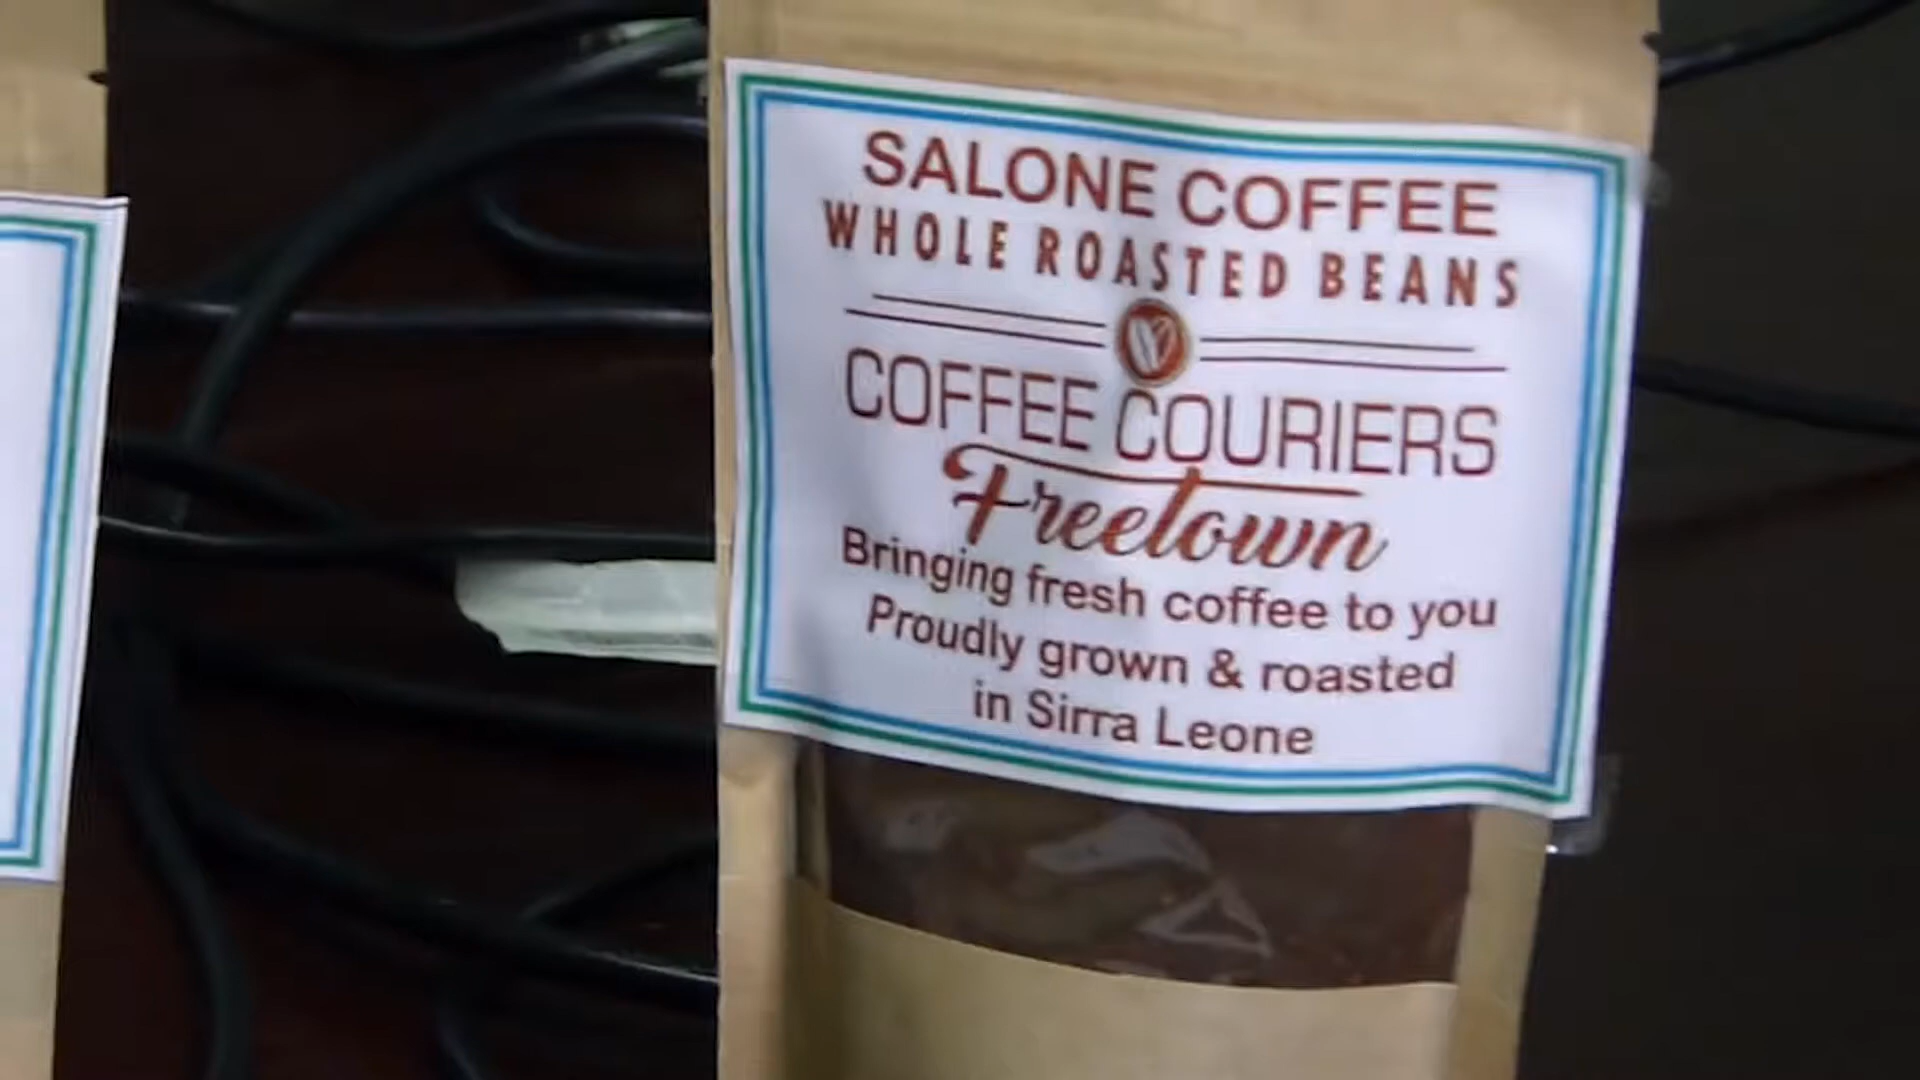 SALONE COFFEE
WHOLE ROASTED BEANS
COFFEE COURIERS
Freetown
Bringing fresh coffee to you
Proudly grown & roasted
in Sirra Leone